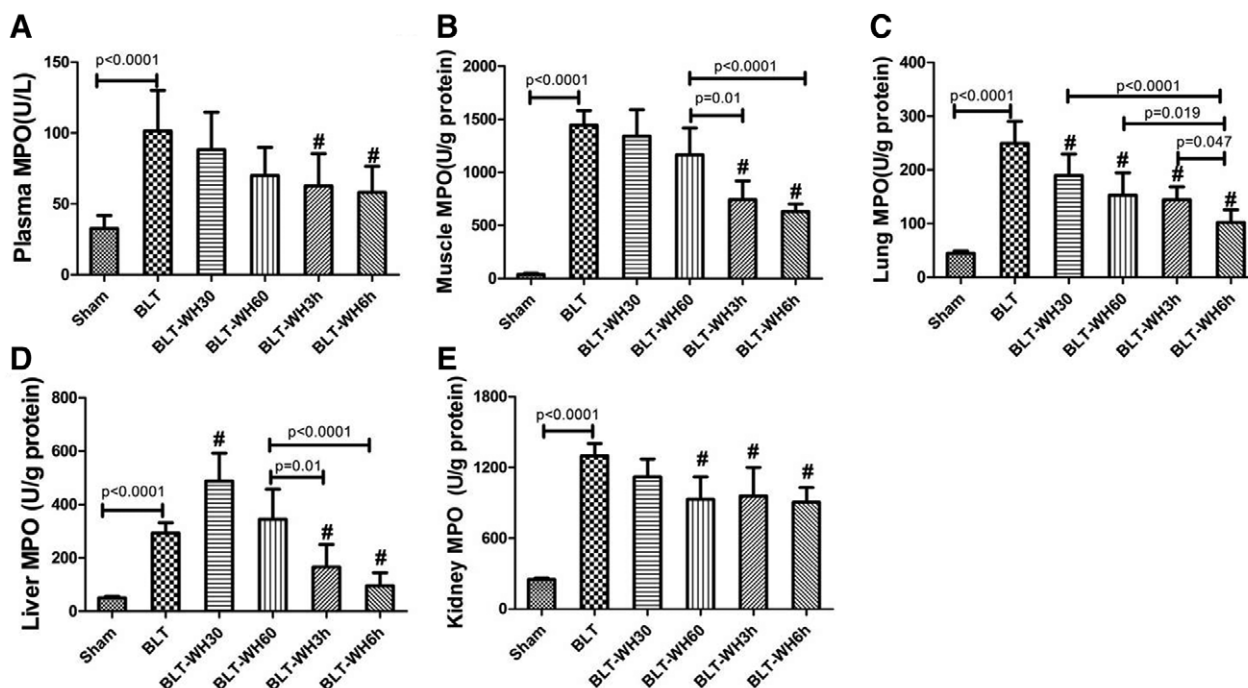 A
Plasma MPO(U/L)
150
100
50
0
p<0.0001
#
#
Sham
BLT
BLT-WH30
BLT-WH60
BLT-WH3h
BLT-WH6h
B
Muscle MPO(U/g protein)
2000
1500
1000
500
0
p<0.0001
p<0.0001
p=0.01
#
#
Sham
BLT
BLT-WH30
BLT-WH60
BLT-WH3h
BLT-WH6h
C
Lung MPO(U/g protein)
400
300
200
100
0
p<0.0001
p<0.0001
p=0.019
p=0.047
#
#
#
#
Sham
BLT
BLT-WH30
BLT-WH60
BLT-WH3h
BLT-WH6h
D
Liver MPO (U/g protein)
800
600
400
200
0
p<0.0001
#
p<0.0001
p=0.01
#
#
Sham
BLT
BLT-WH30
BLT-WH60
BLT-WH3h
BLT-WH6h
E
Kidney MPO (U/g protein)
1800
1200
600
0
p<0.0001
#
#
#
Sham
BLT
BLT-WH30
BLT-WH60
BLT-WH3h
BLT-WH6h